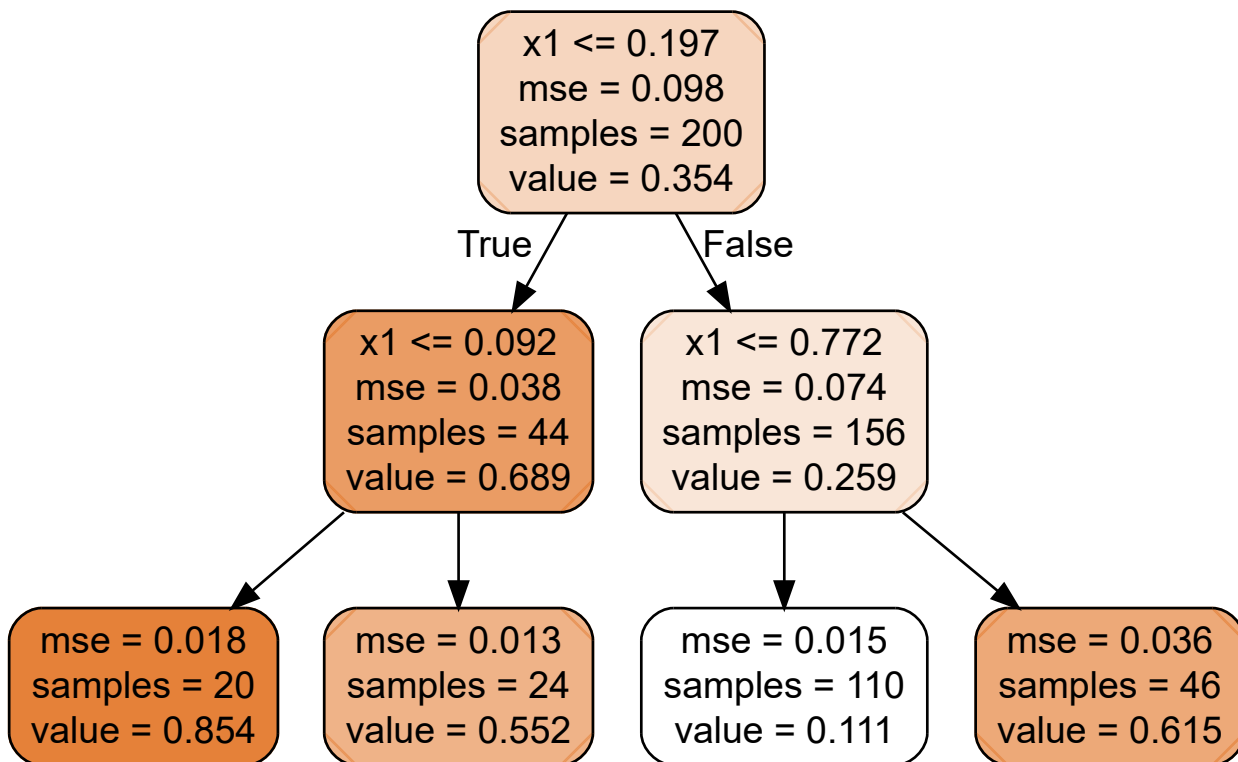 x1 <= 0.197
mse = 0.098
samples = 200
value = 0.354
True
False
x1 <= 0.092
mse = 0.038
samples = 44
value = 0.689
x1 <= 0.772
mse = 0.074
samples = 156
value = 0.259
mse = 0.018
samples = 20
value = 0.854
mse = 0.013
samples = 24
value = 0.552
mse = 0.015
samples = 110
value = 0.111
mse = 0.036
samples = 46
value = 0.615